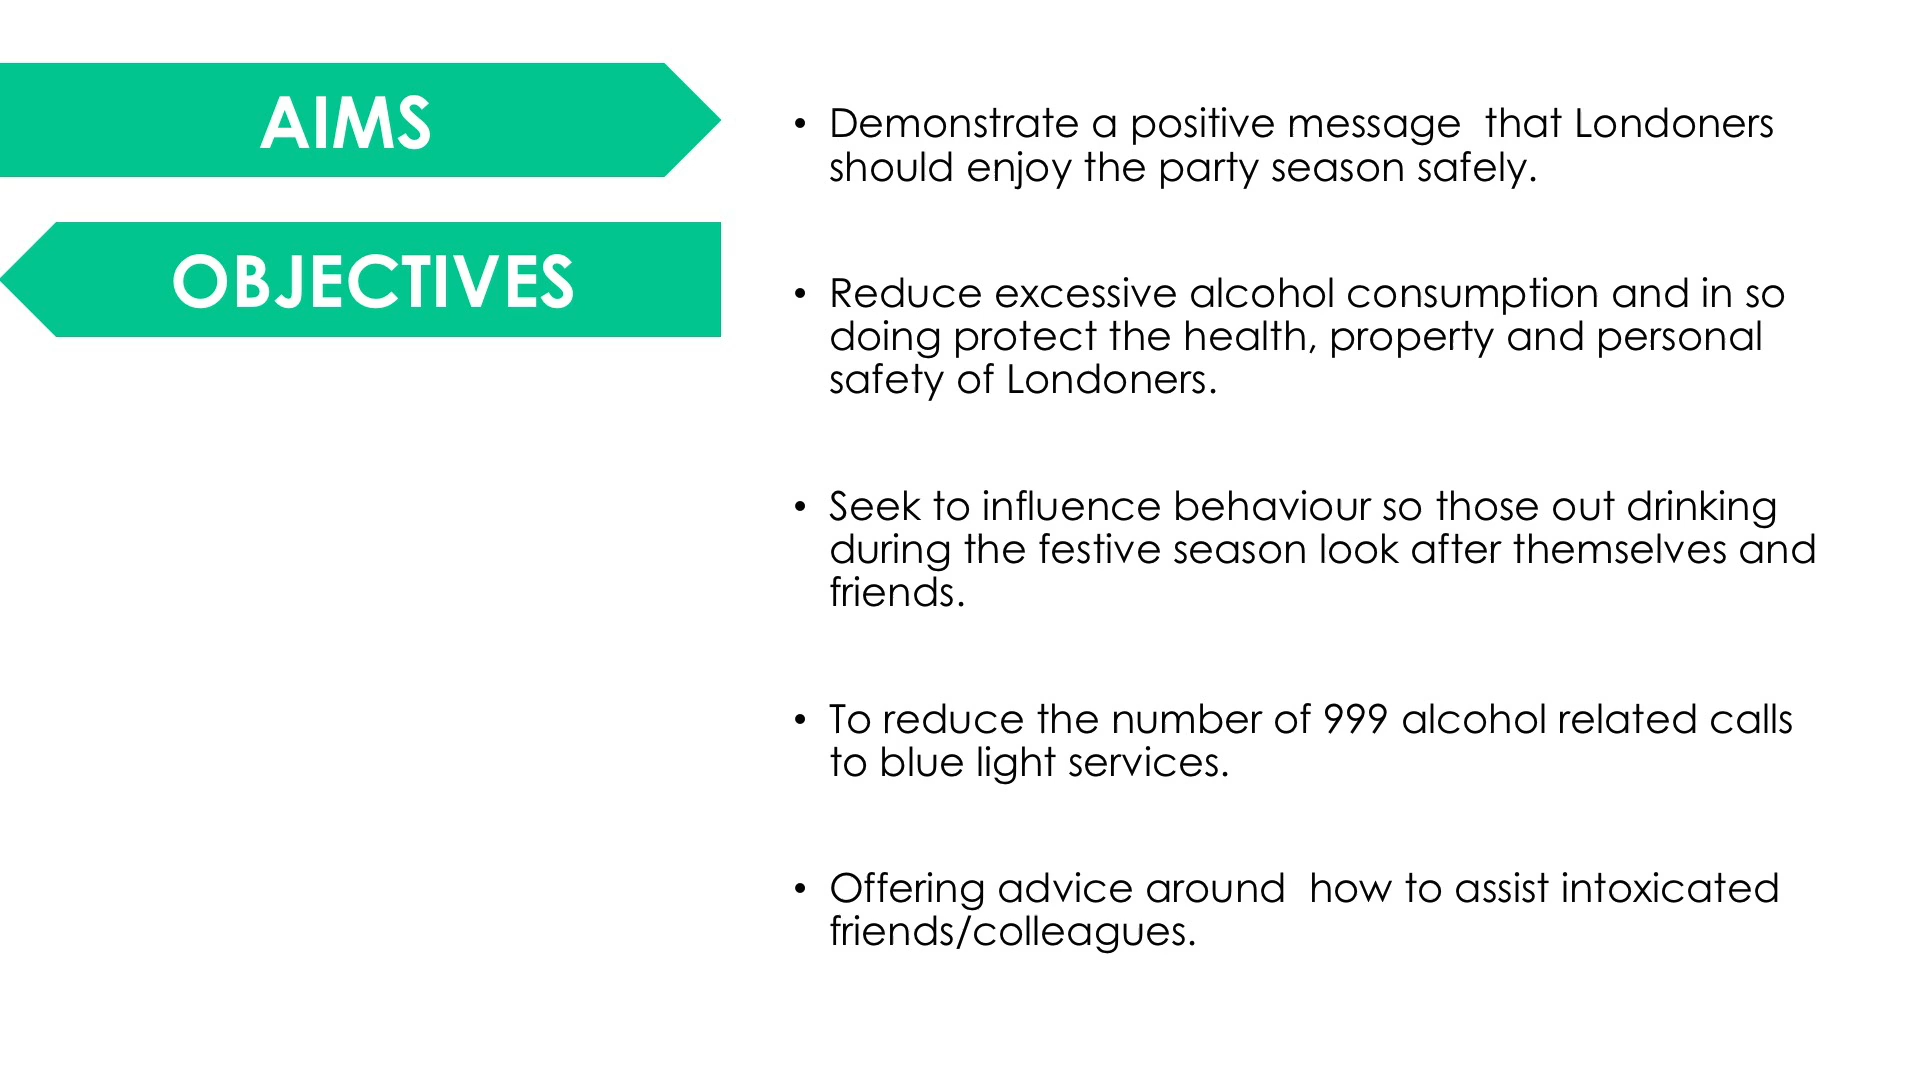 AIMS
OBJECTIVES
• Demonstrate a positive message  that Londoners
should enjoy the party season safely.
• Reduce excessive alcohol consumption and in so
doing protect the health, property and personal
safety of Londoners.
• Seek to influence behaviour so those out drinking
during the festive season look after themselves and
friends.
• To reduce the number of 999 alcohol related calls
to blue light services.
• Offering advice around  how to assist intoxicated
friends/colleagues.